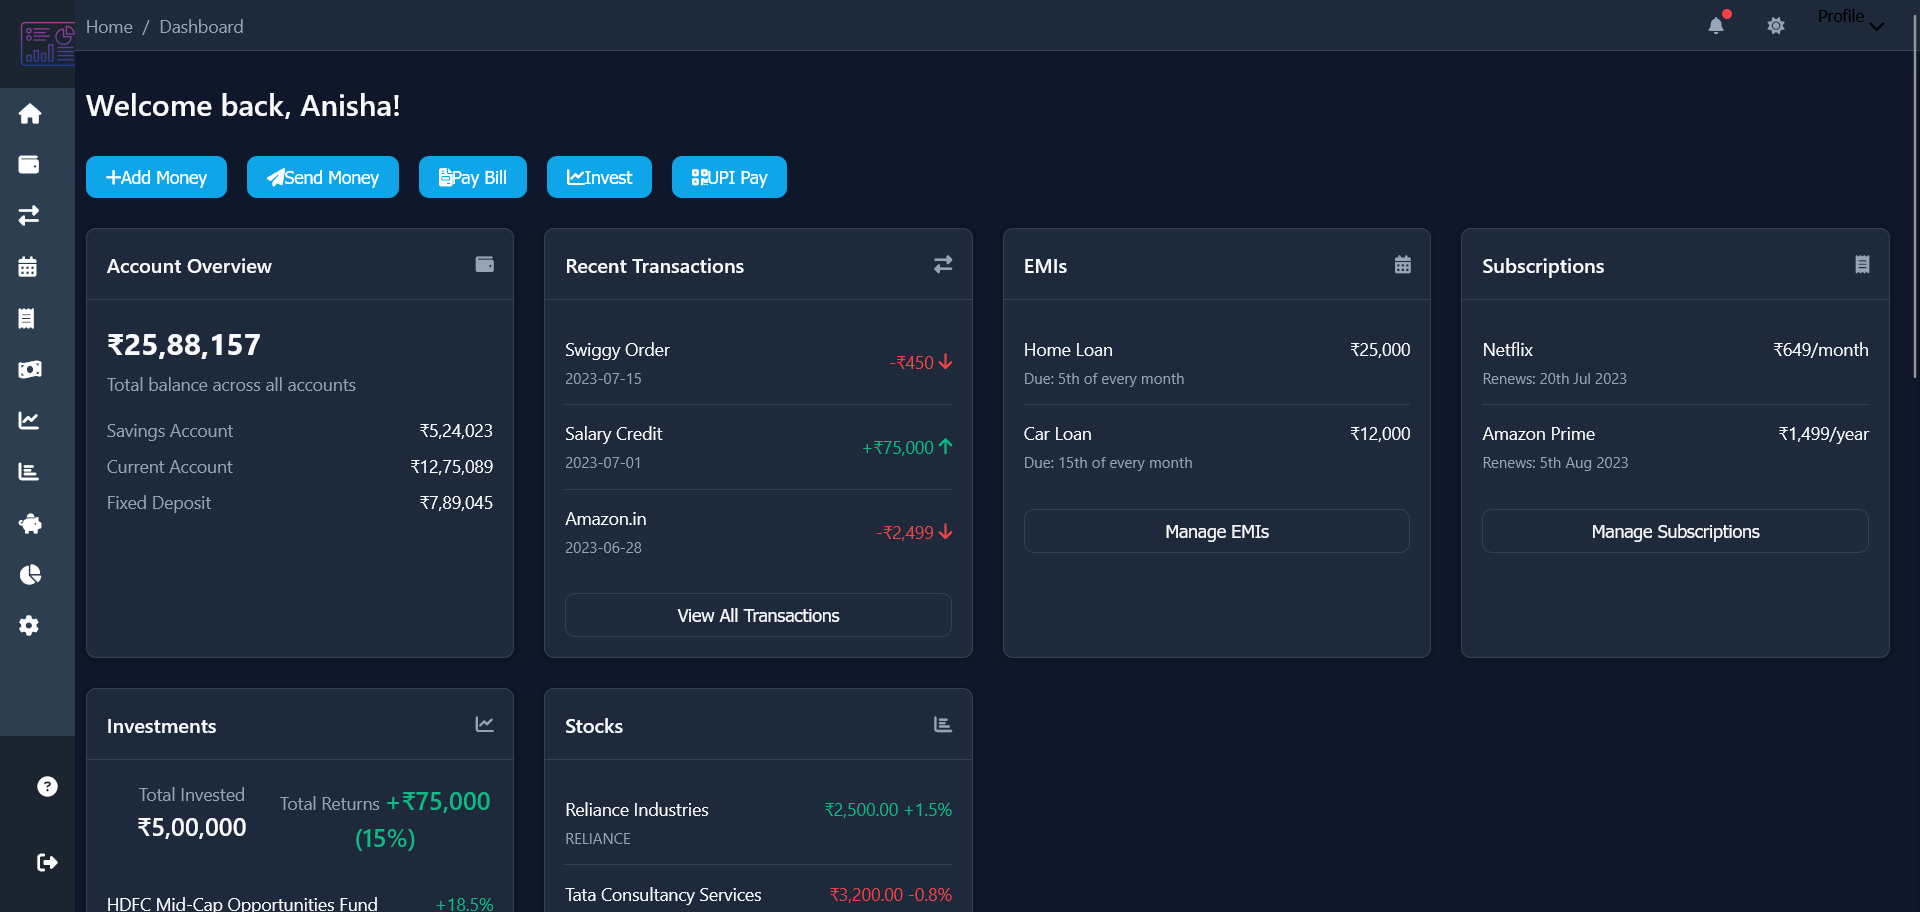 Home / Dashboard
Profile
Welcome back, Anisha!
Add Money
Send Money
Pay Bill
Invest
UPI Pay
Account Overview
₹25,88,157
Total balance across all accounts
Savings Account ₹5,24,023
Current Account ₹12,75,089
Fixed Deposit ₹7,89,045
Recent Transactions
Swiggy Order
2023-07-15
-₹450
Salary Credit
2023-07-01
+₹75,000
Amazon.in
2023-06-28
-₹2,499
View All Transactions
EMIs
Home Loan ₹25,000
Due: 5th of every month
Car Loan ₹12,000
Due: 15th of every month
Manage EMIs
Subscriptions
Netflix ₹649/month
Renews: 20th Jul 2023
Amazon Prime ₹1,499/year
Renews: 5th Aug 2023
Manage Subscriptions
Investments
Total Invested
₹5,00,000
Total Returns +₹75,000
(15%)
HDFC Mid-Cap Opportunities Fund +18.5%
Stocks
Reliance Industries ₹2,500.00 +1.5%
RELIANCE
Tata Consultancy Services ₹3,200.00 -0.8%